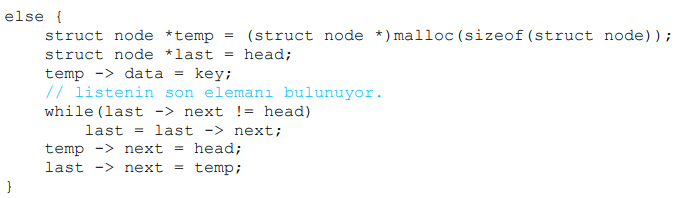 else {
    struct node *temp = (struct node *)malloc(sizeof(struct node));
    struct node *last = head;
    temp -> data = key;
    // listenin son elemanı bulunuyor.
    while(last -> next != head)
        last = last -> next;
    temp -> next = head;
    last -> next = temp;
}